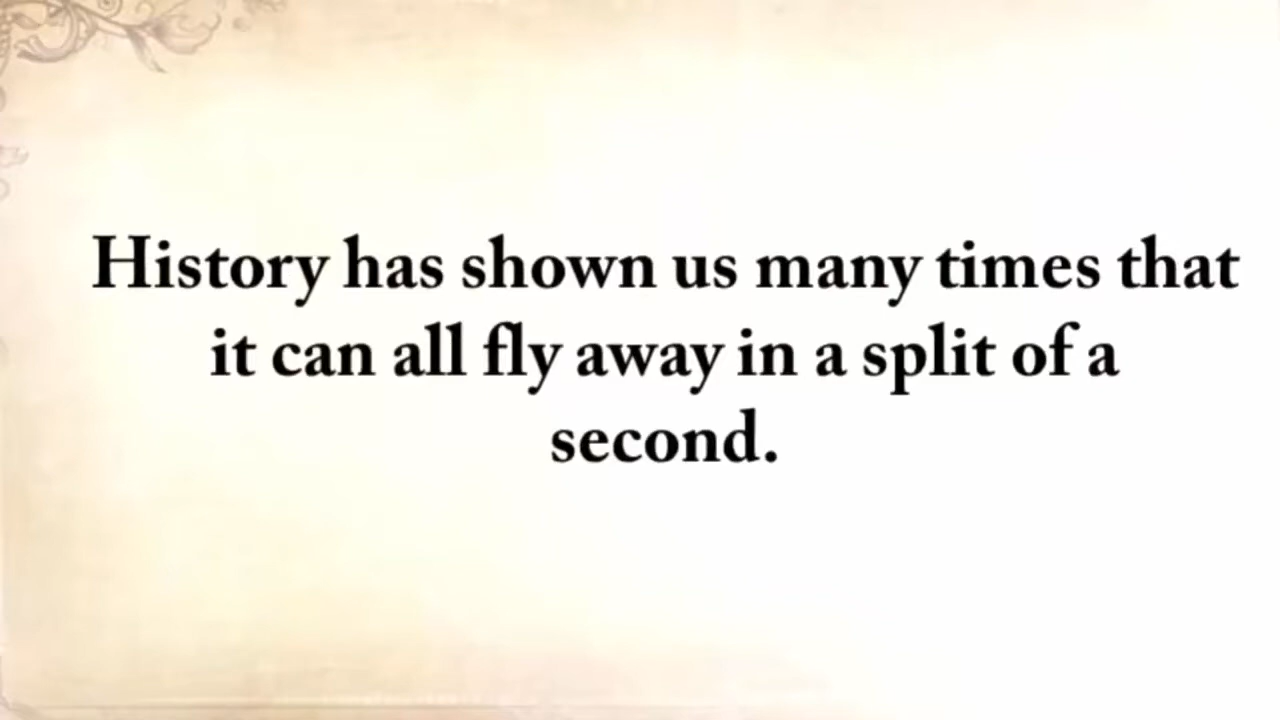 History has shown us many times that
it can all fly away in a split of a
second.